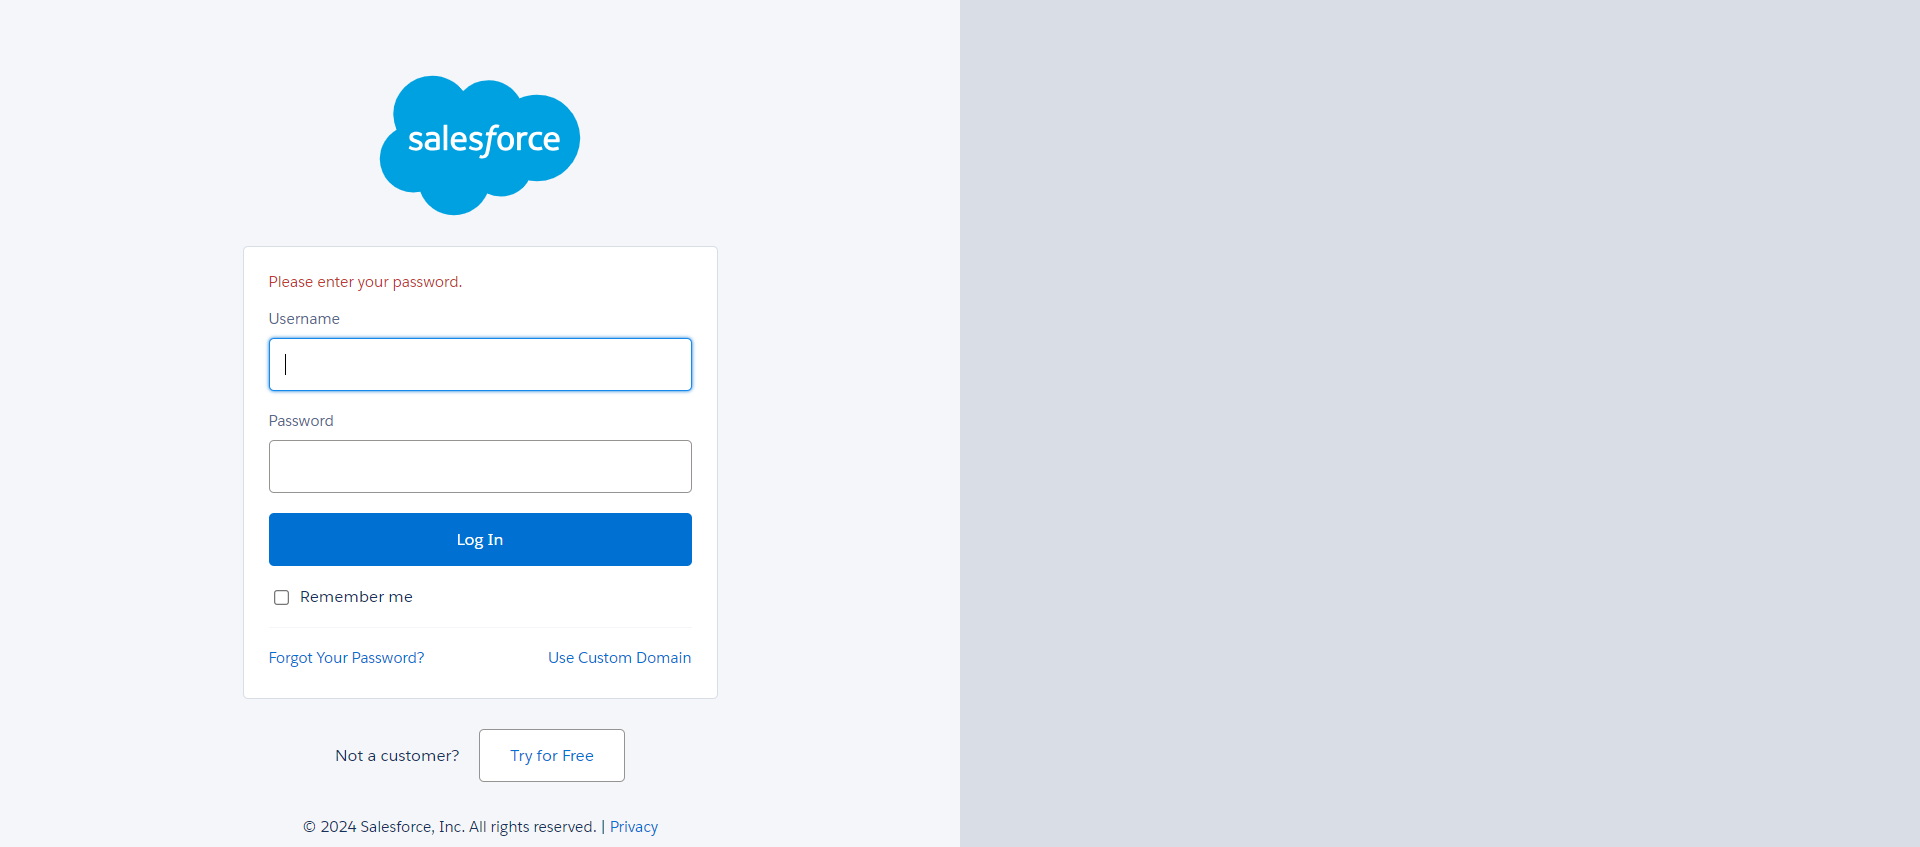 salesforce
Please enter your password.
Username
Password
Log In
Remember me
Forgot Your Password? Use Custom Domain
Not a customer? Try for Free
© 2024 Salesforce, Inc. All rights reserved. | Privacy